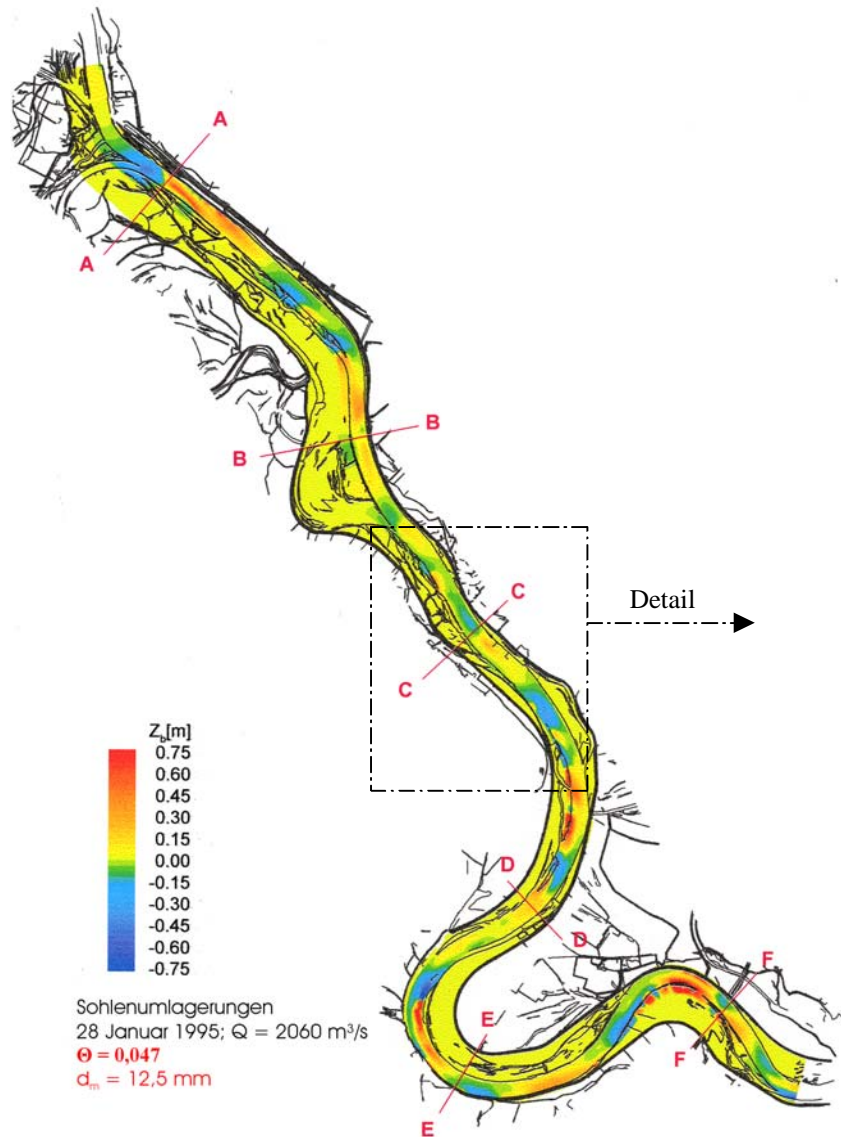 A
A
B
B
C
Detail
C
Z_b[m]
0.75
0.60
0.45
0.30
0.15
0.00
-0.15
-0.30
-0.45
-0.60
-0.75
D
D
F
E
F
E
Sohlenumlagerungen
28 Januar 1995; Q = 2060 m³/s
Θ = 0,047
d_m = 12,5 mm